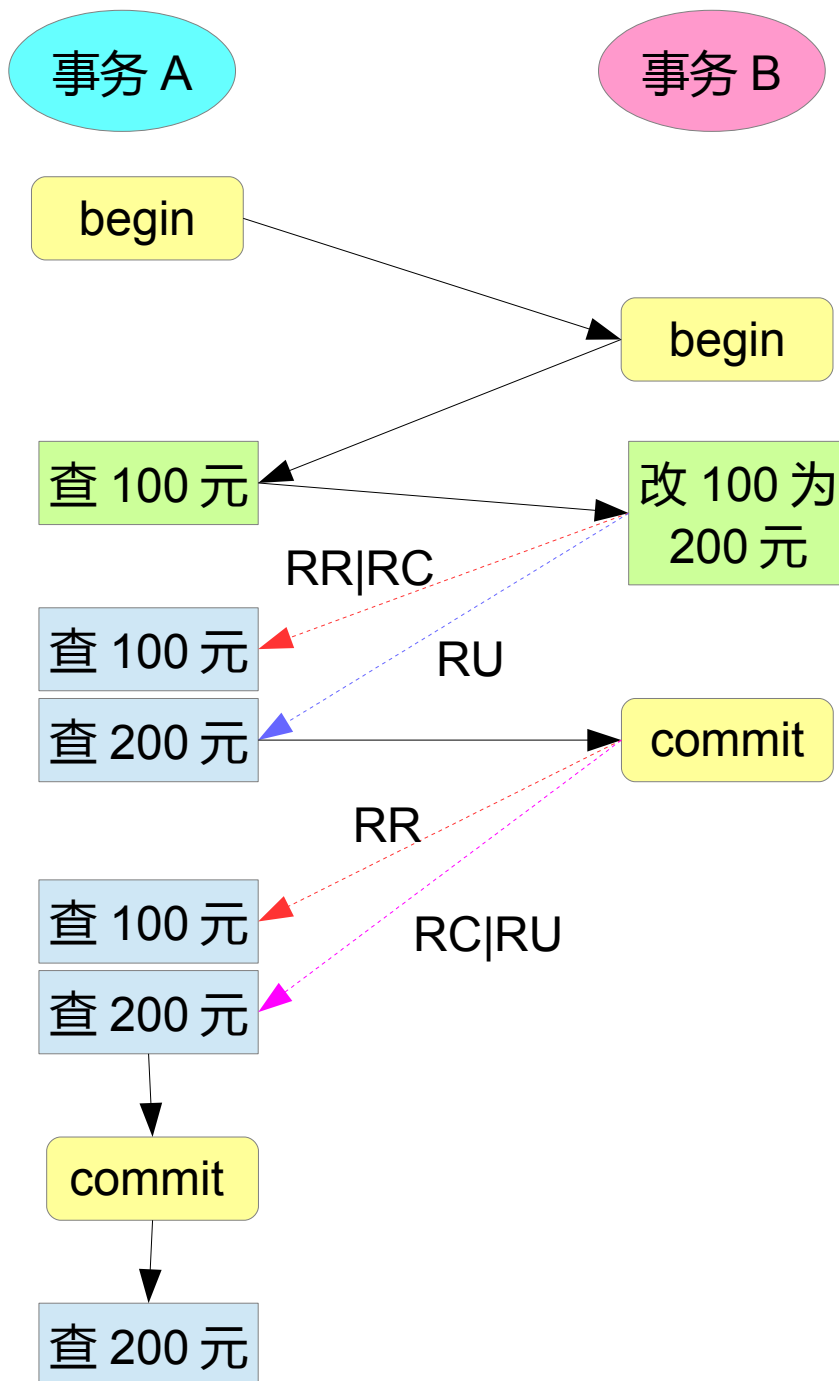 事务 A
事务 B
begin
begin
查 100 元
改 100 为
200 元
RR|RC
查 100 元
RU
查 200 元
commit
RR
查 100 元
RC|RU
查 200 元
commit
查 200 元